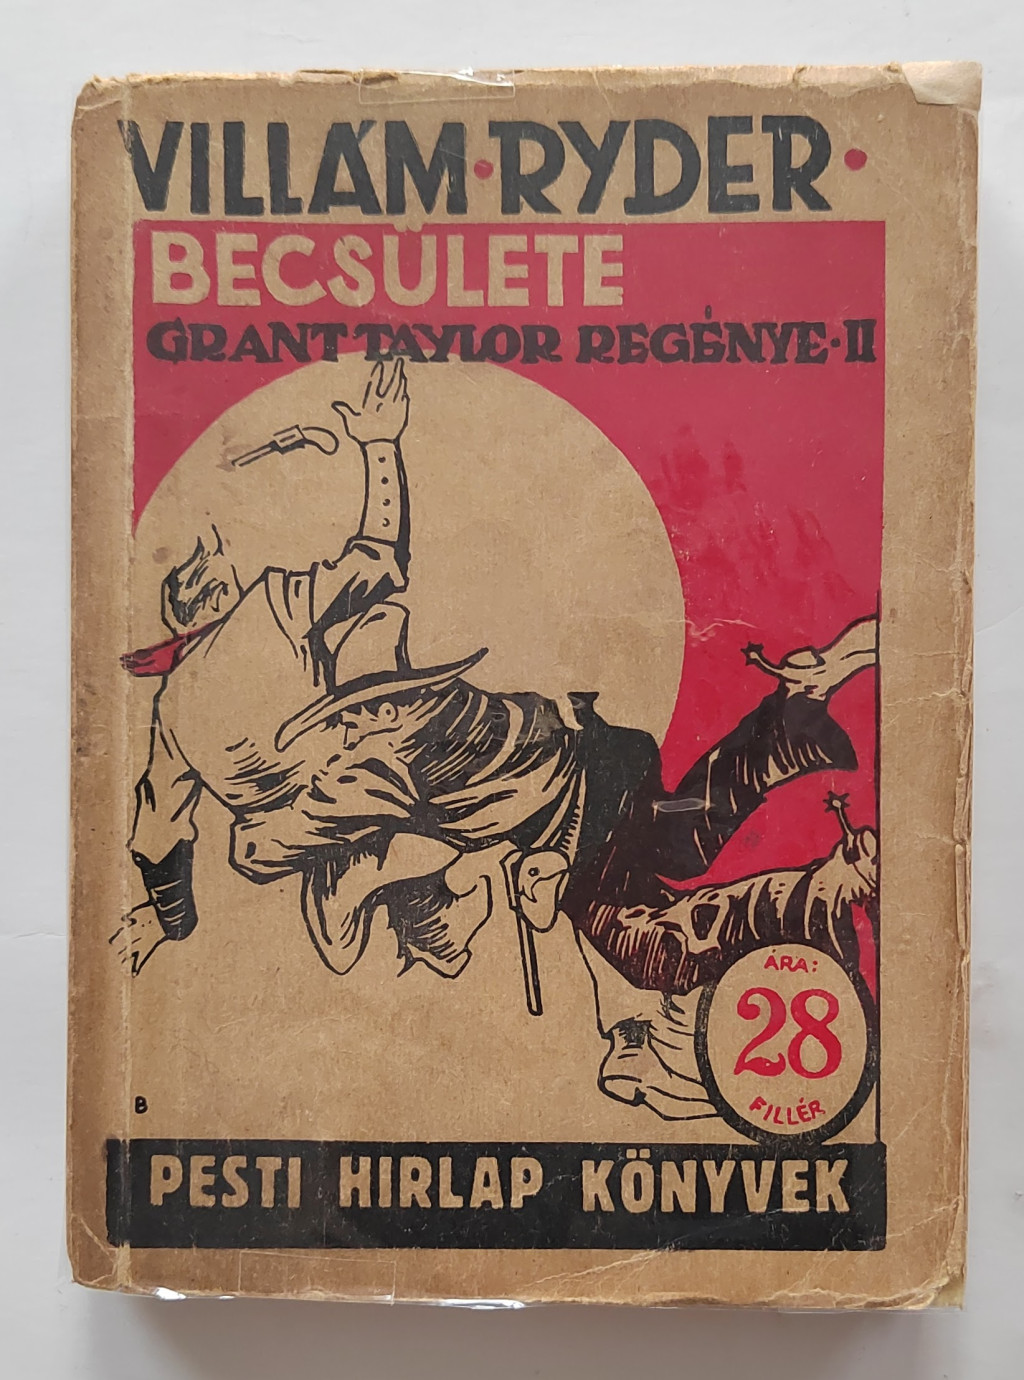 VILLÁM·RYDER·
BECSÜLETE
GRANT TAYLOR REGÉNYE·II
ÁRA:
28
FILLÉR
B
PESTI HIRLAP KÖNYVEK